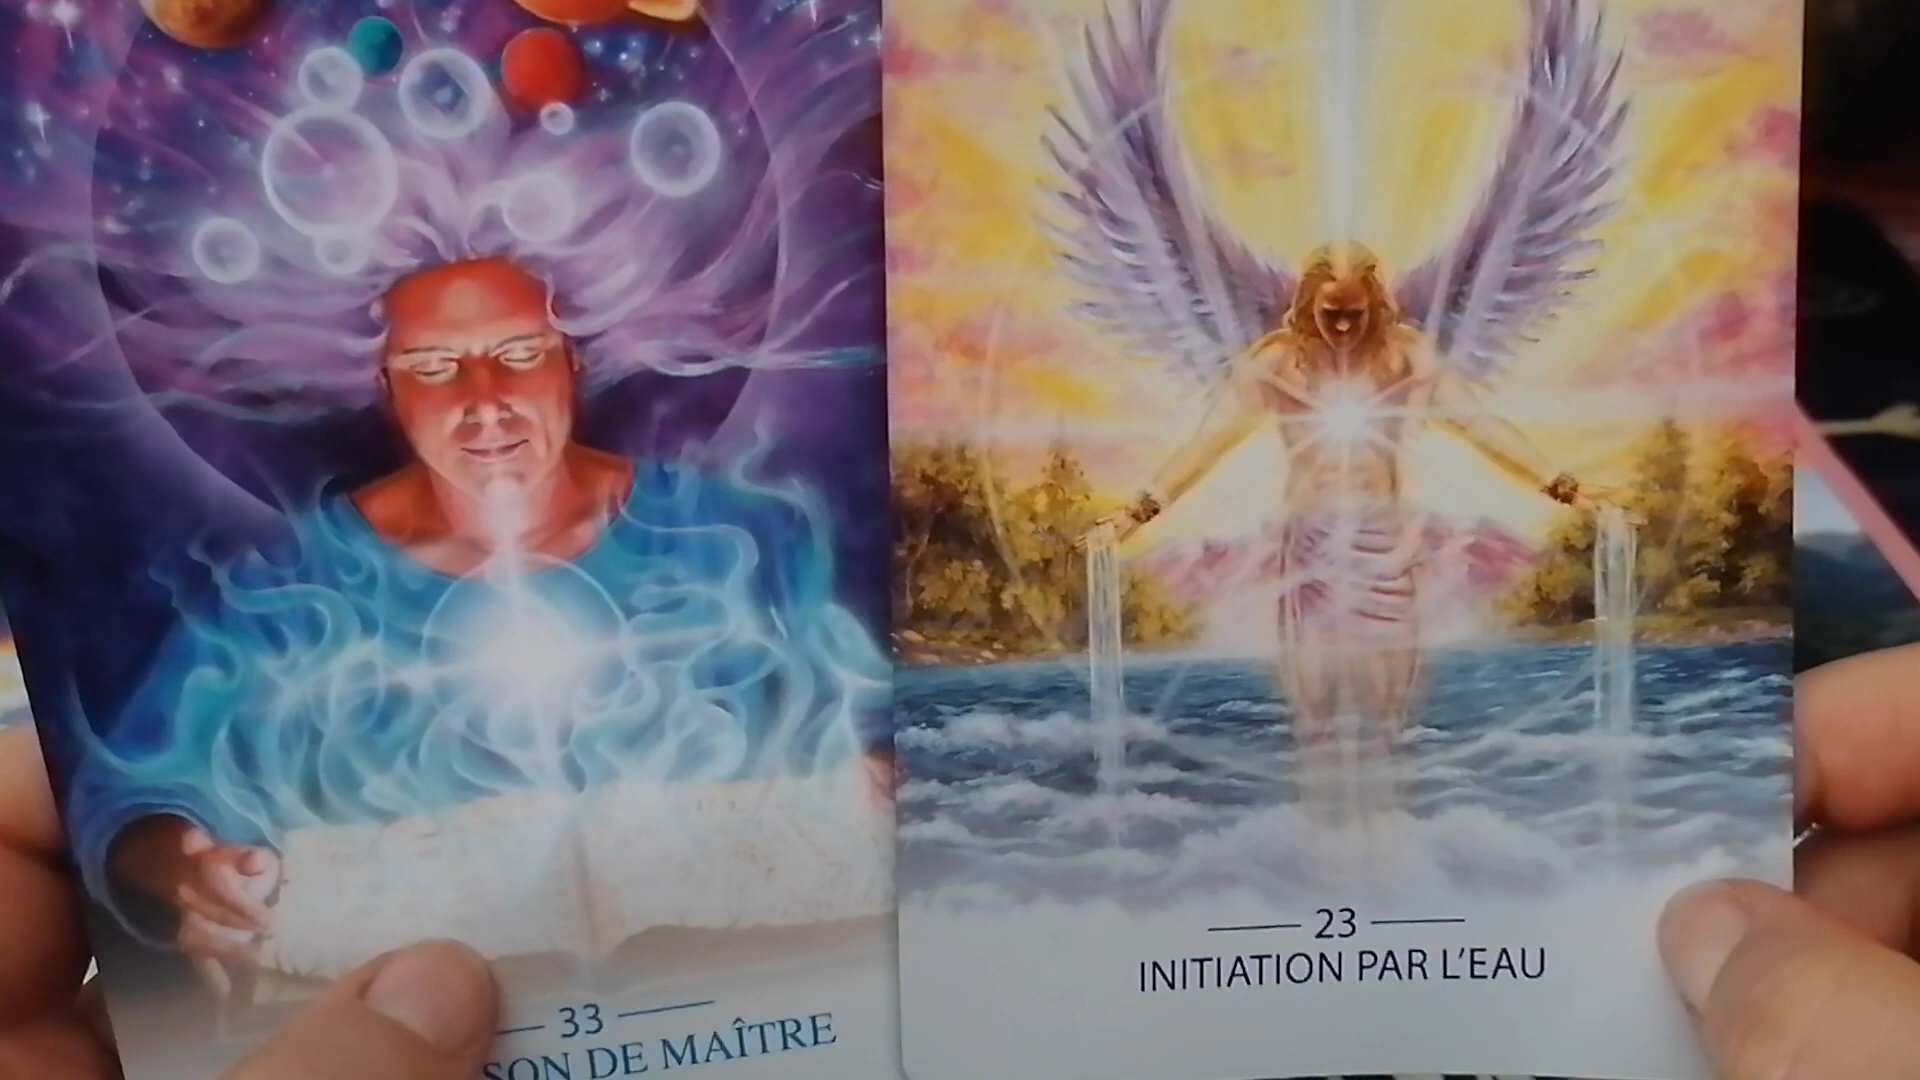 33
SON DE MAÎTRE
23
INITIATION PAR L'EAU